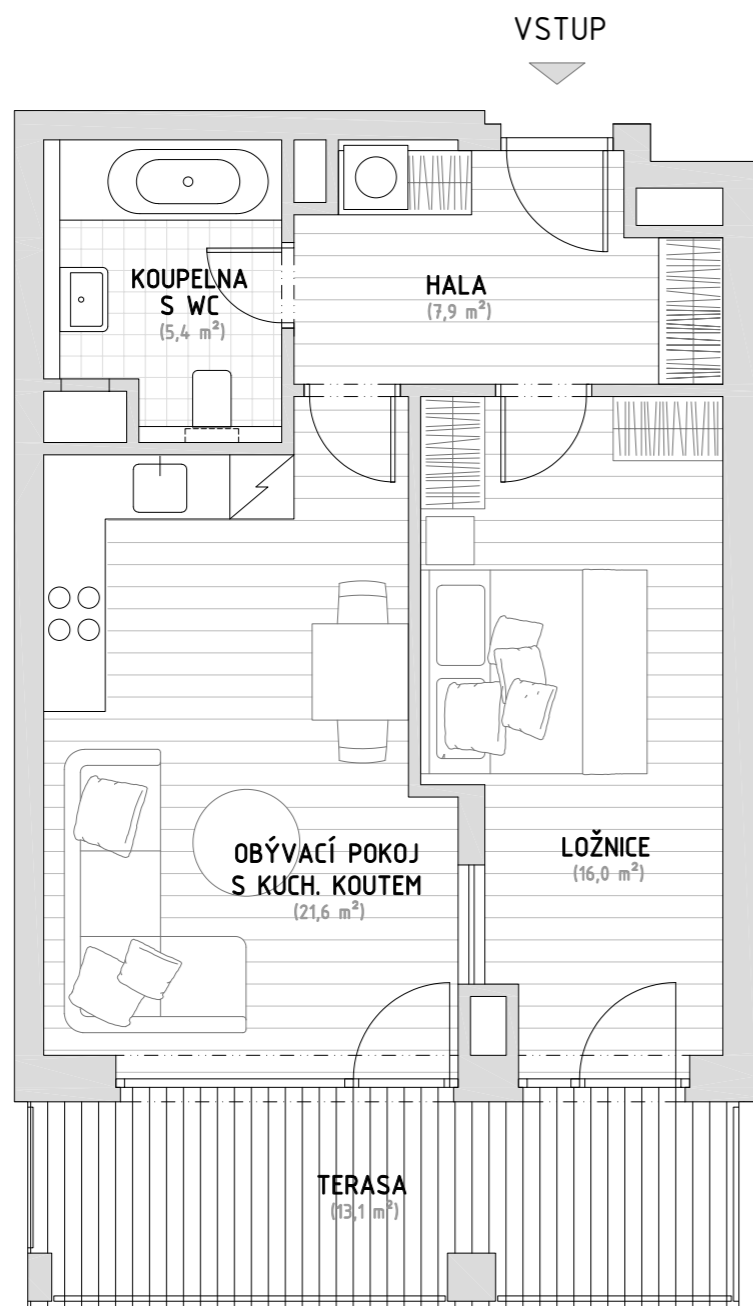 VSTUP
KOUPELNA
S WC
(5,4 m²)
HALA
(7,9 m²)
OBÝVACÍ POKOJ
S KUCH. KOUTEM
(21,6 m²)
LOŽNICE
(16,0 m²)
TERASA
(13,1 m²)